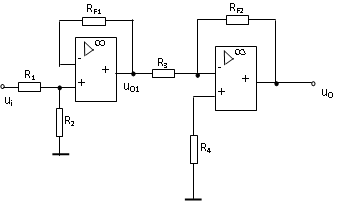 RF1
RF2
∞
∞
-
+
+
-
+
+
R1
R3
uO1
ui
uO
R2
R4